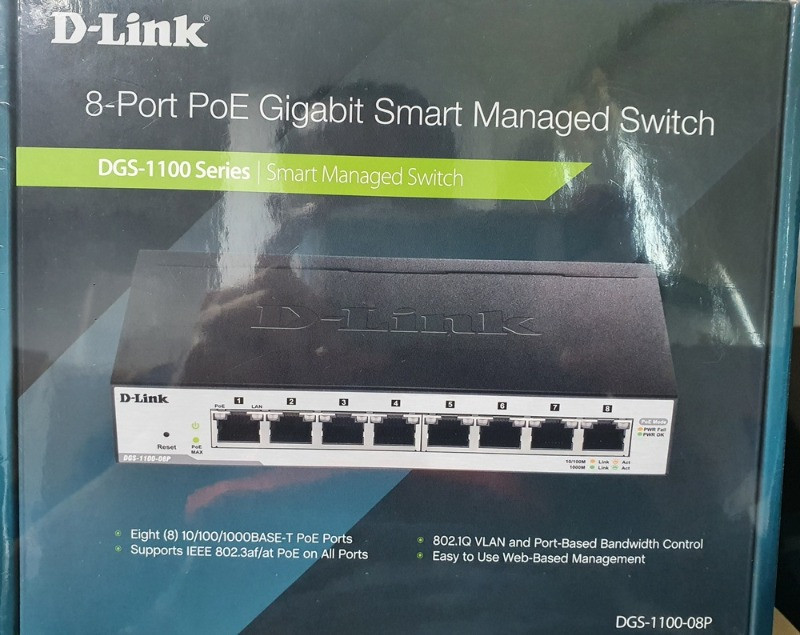 D-Link®
8-Port PoE Gigabit Smart Managed Switch
DGS-1100 Series | Smart Managed Switch
D-Link
D-Link
PoE 1 LAN 2 3 4 5 6 7 8
PoE Mode
PWR Fail
PWR OK
Reset
PoE
MAX
DGS-1100-08P
10/100M Link Act
1000M Link Act
Eight (8) 10/100/1000BASE-T PoE Ports
Supports IEEE 802.3af/at PoE on All Ports
802.1Q VLAN and Port-Based Bandwidth Control
Easy to Use Web-Based Management
DGS-1100-08P